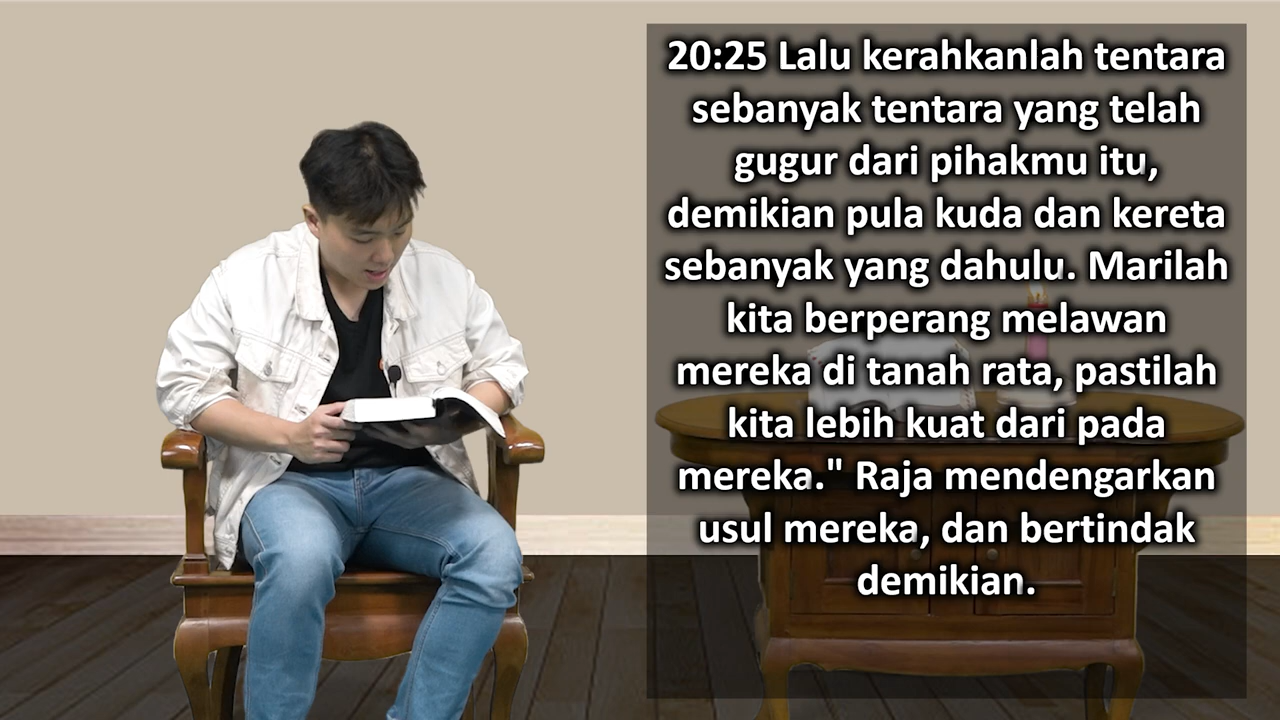 20:25 Lalu kerahkanlah tentara
sebanyak tentara yang telah
gugur dari pihakmu itu,
demikian pula kuda dan kereta
sebanyak yang dahulu. Marilah
kita berperang melawan
mereka di tanah rata, pastilah
kita lebih kuat dari pada
mereka." Raja mendengarkan
usul mereka, dan bertindak
demikian.